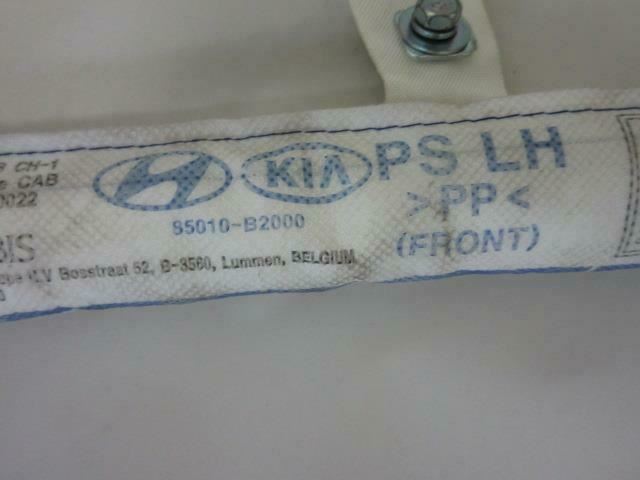 CH-1
CAB
0022
KIA PS LH
85010-B2000
>PP<
(FRONT)
BIS
Bosstraat 52, B-3560, Lummen, BELGIUM